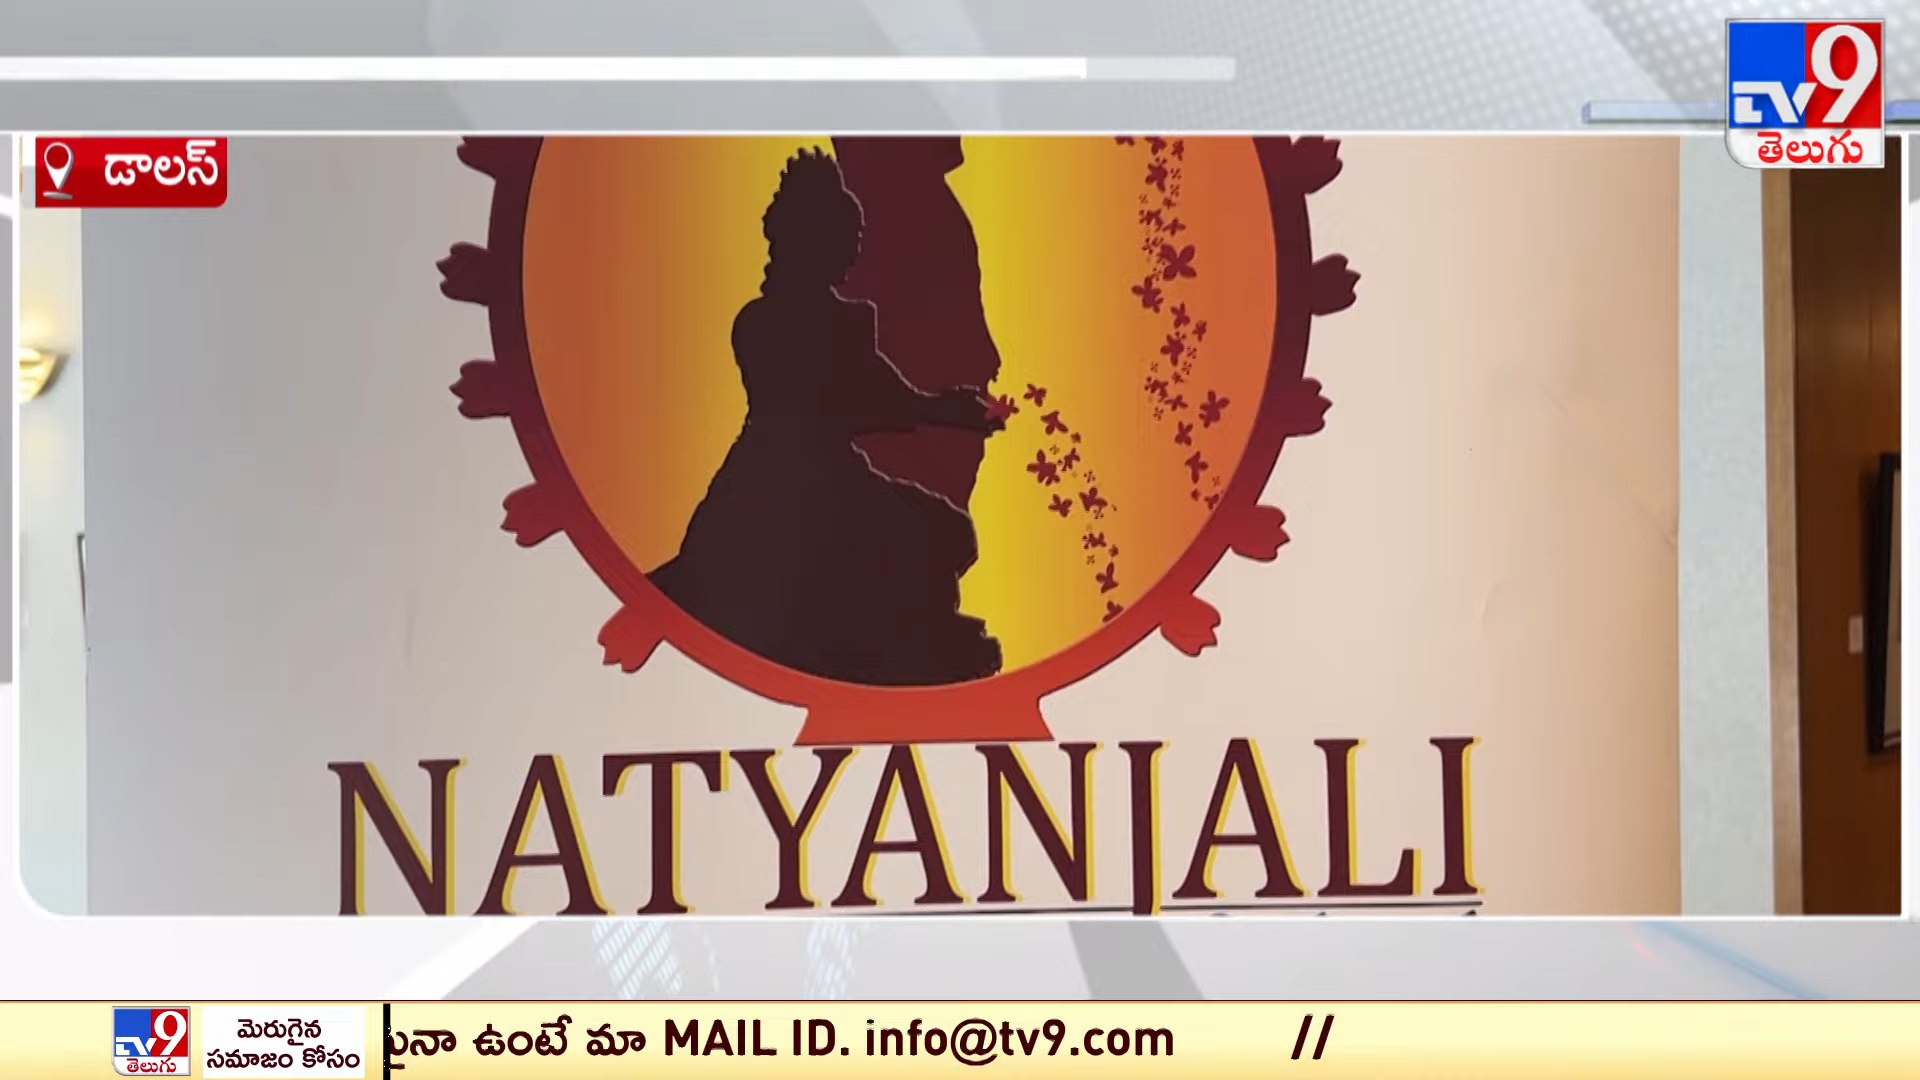 TV9
తెలుగు
డాలస్
NATYANJALI
TV9
తెలుగు
మెరుగైన
సమాజం కోసం
ఉంటే మా MAIL ID. info@tv9.com //